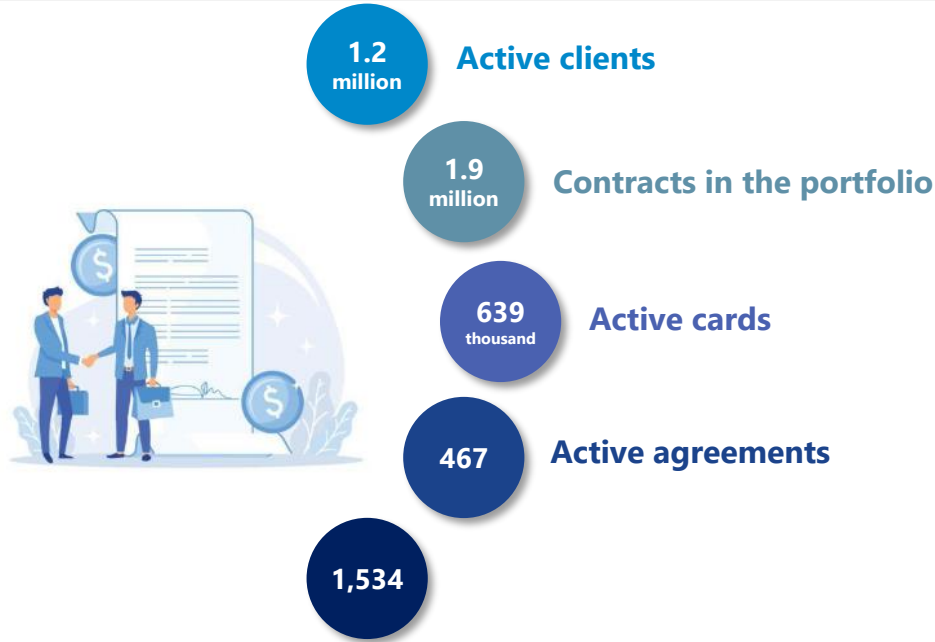 1.2
million
Active clients
1.9
million
Contracts in the portfolio
639
thousand
Active cards
467
Active agreements
1,534
$
$